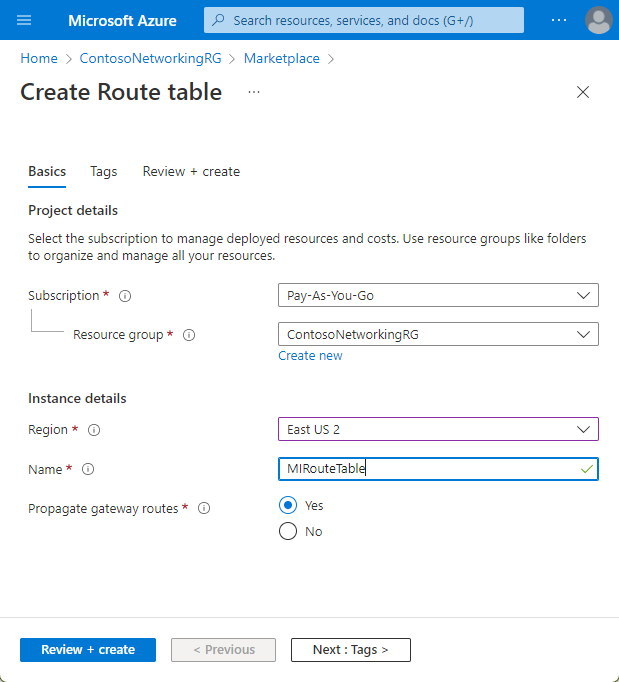 Microsoft Azure
Search resources, services, and docs (G+/)
...
Home > ContosoNetworkingRG > Marketplace >
Create Route table ...
Basics Tags Review + create
Project details
Select the subscription to manage deployed resources and costs. Use resource groups like folders
to organize and manage all your resources.
Subscription * Pay-As-You-Go
Resource group * ContosoNetworkingRG
Create new
Instance details
Region * East US 2
Name * MIRouteTable
Propagate gateway routes * Yes
No
Review + create < Previous Next : Tags >